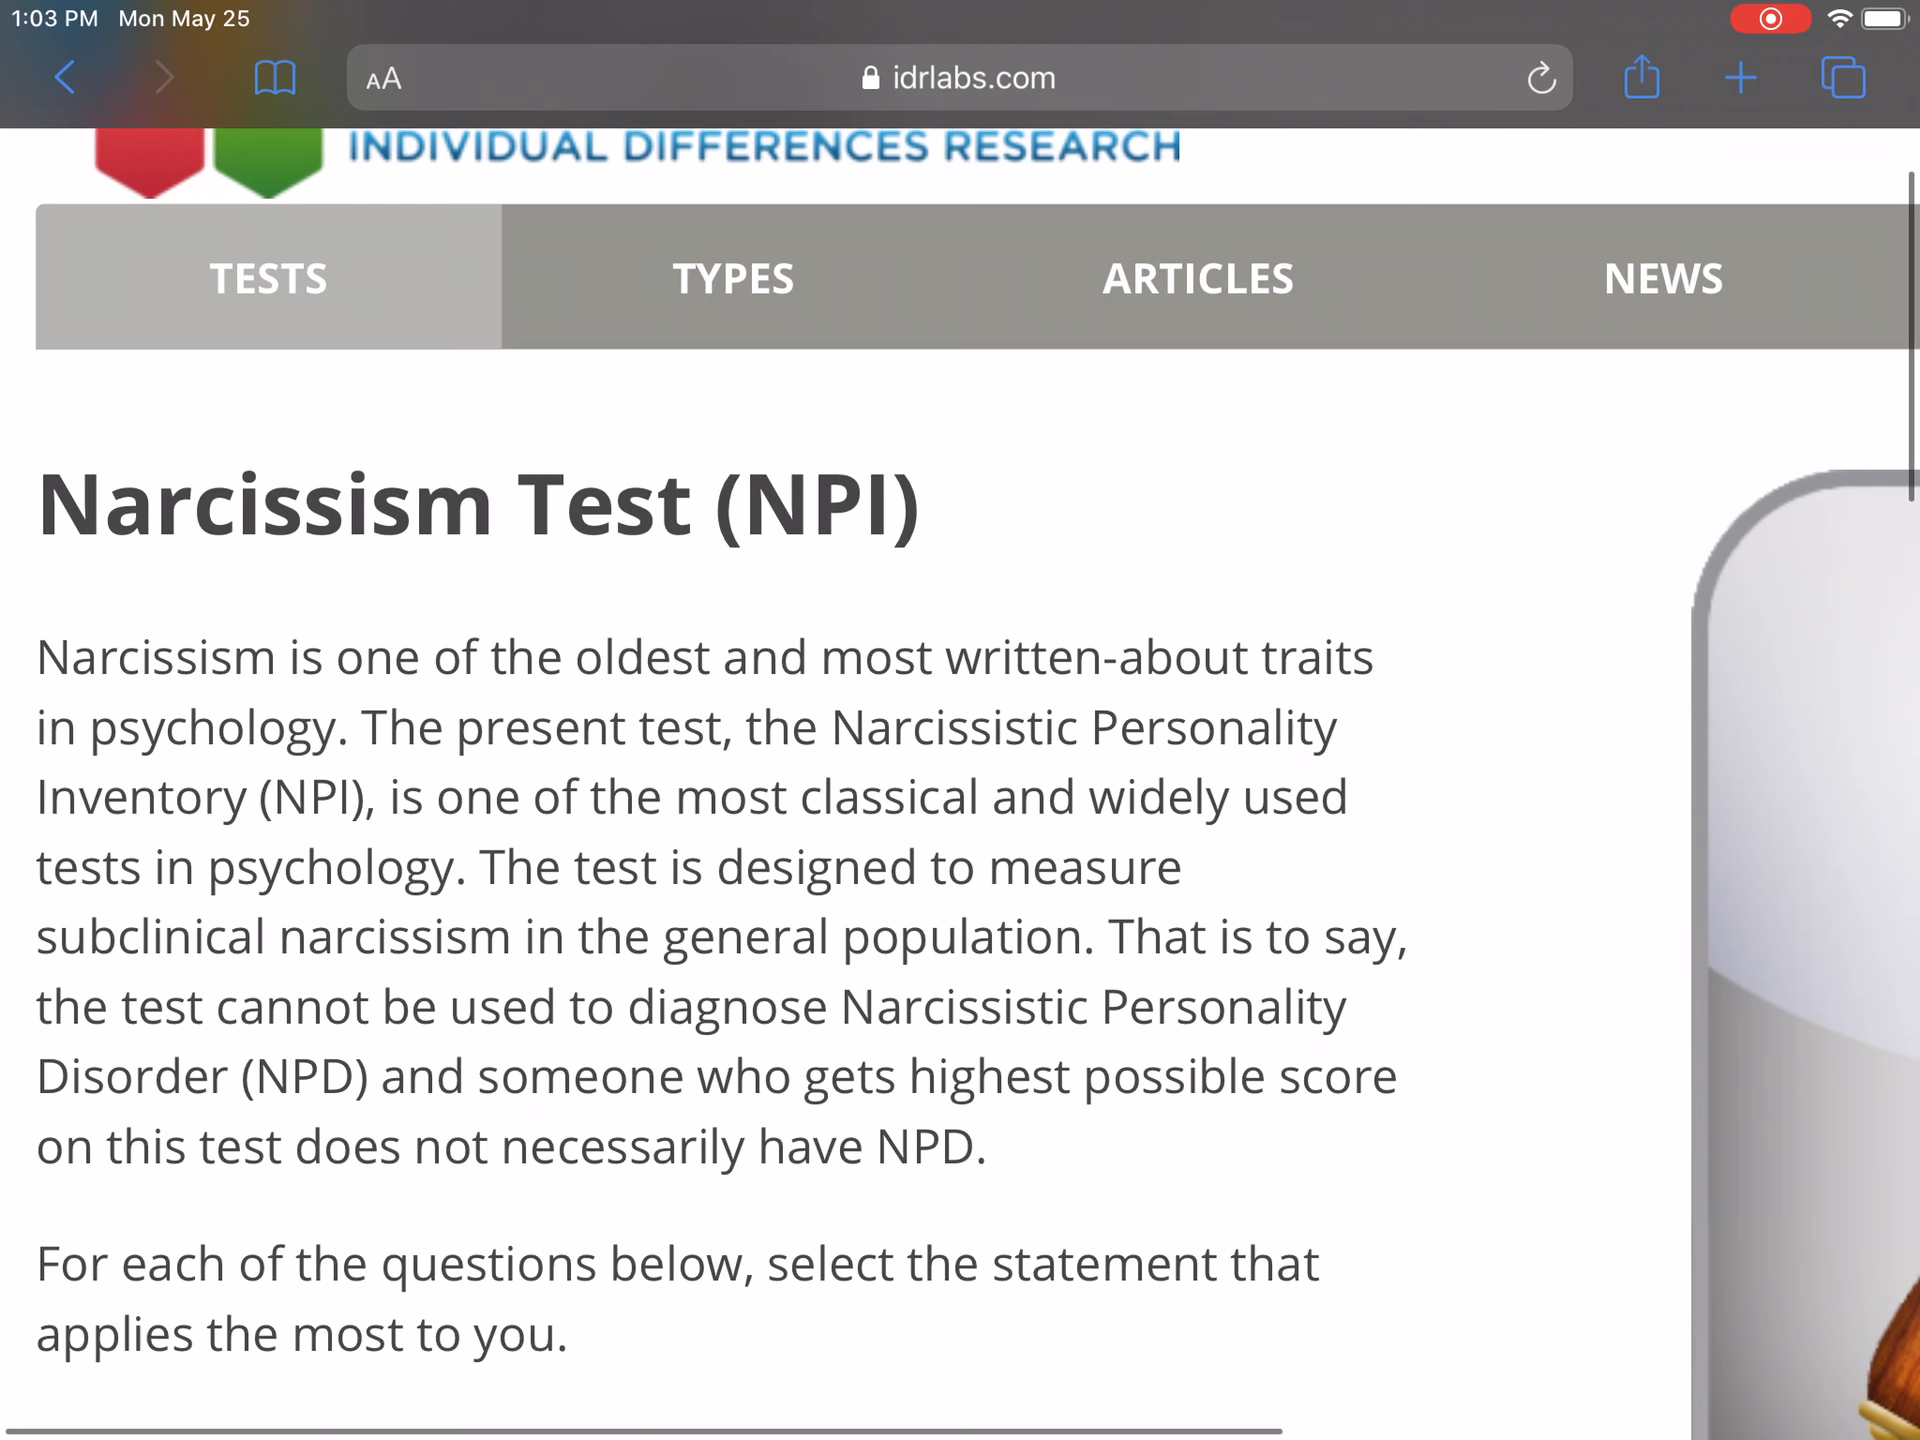 1:03 PM Mon May 25
AA idrlabs.com
INDIVIDUAL DIFFERENCES RESEARCH
TESTS TYPES ARTICLES NEWS
Narcissism Test (NPI)
Narcissism is one of the oldest and most written-about traits
in psychology. The present test, the Narcissistic Personality
Inventory (NPI), is one of the most classical and widely used
tests in psychology. The test is designed to measure
subclinical narcissism in the general population. That is to say,
the test cannot be used to diagnose Narcissistic Personality
Disorder (NPD) and someone who gets highest possible score
on this test does not necessarily have NPD.
For each of the questions below, select the statement that
applies the most to you.